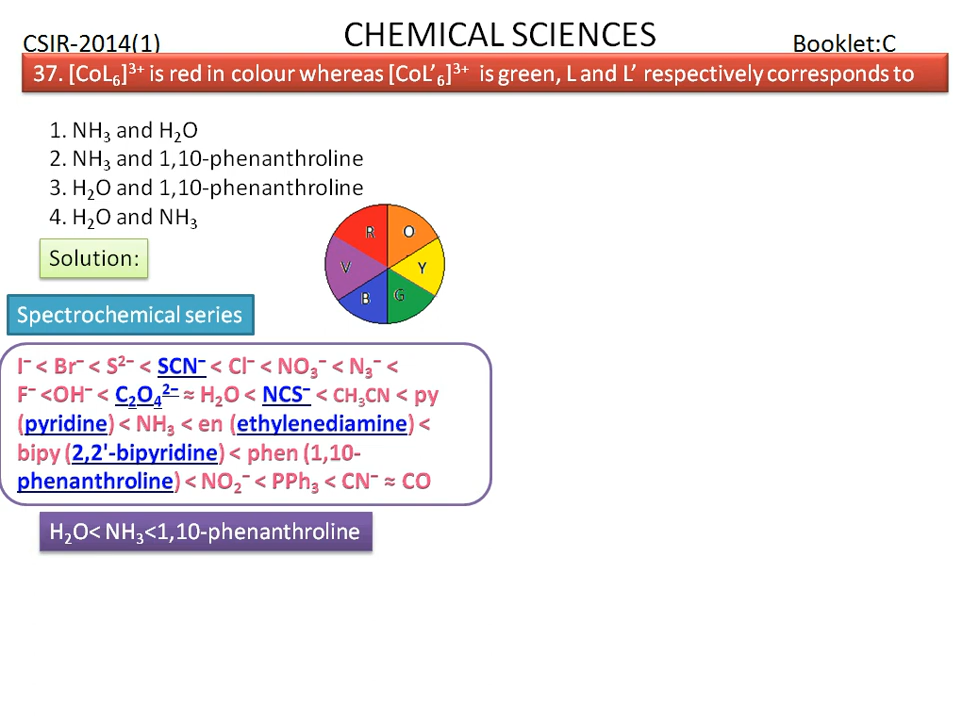 CHEMICAL SCIENCES
CSIR-2014(1)
Booklet:C
37. [CoL₆]³⁺ is red in colour whereas [CoL’₆]³⁺ is green, L and L’ respectively corresponds to
1. NH₃ and H₂O
2. NH₃ and 1,10-phenanthroline
3. H₂O and 1,10-phenanthroline
4. H₂O and NH₃
R O
V Y
B G
Solution:
Spectrochemical series
I⁻ < Br⁻ < S²⁻ < SCN⁻ < Cl⁻ < NO₃⁻ < N₃⁻ <
F⁻ <OH⁻ < C₂O₄²⁻ ≈ H₂O < NCS⁻ < CH₃CN < py
(pyridine) < NH₃ < en (ethylenediamine) <
bipy (2,2'-bipyridine) < phen (1,10-
phenanthroline) < NO₂⁻ < PPh₃ < CN⁻ ≈ CO
H₂O< NH₃<1,10-phenanthroline